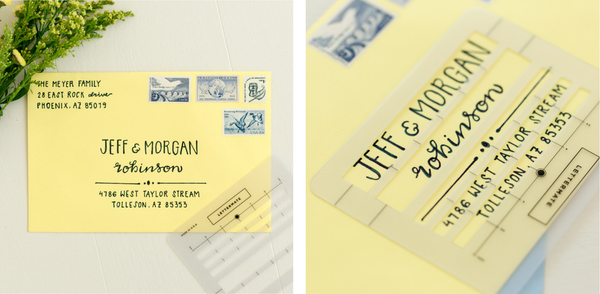 THE MEYER FAMILY
28 EAST ROCK drive
PHOENIX, AZ 85019
JEFF & MORGAN
robinson
4786 WEST TAYLOR STREAM
TOLLESON, AZ 85353
LETTERMATE
JEFF & MORGAN
robinson
4786 WEST TAYLOR STREAM
TOLLESON, AZ 85353
LETTERMATE